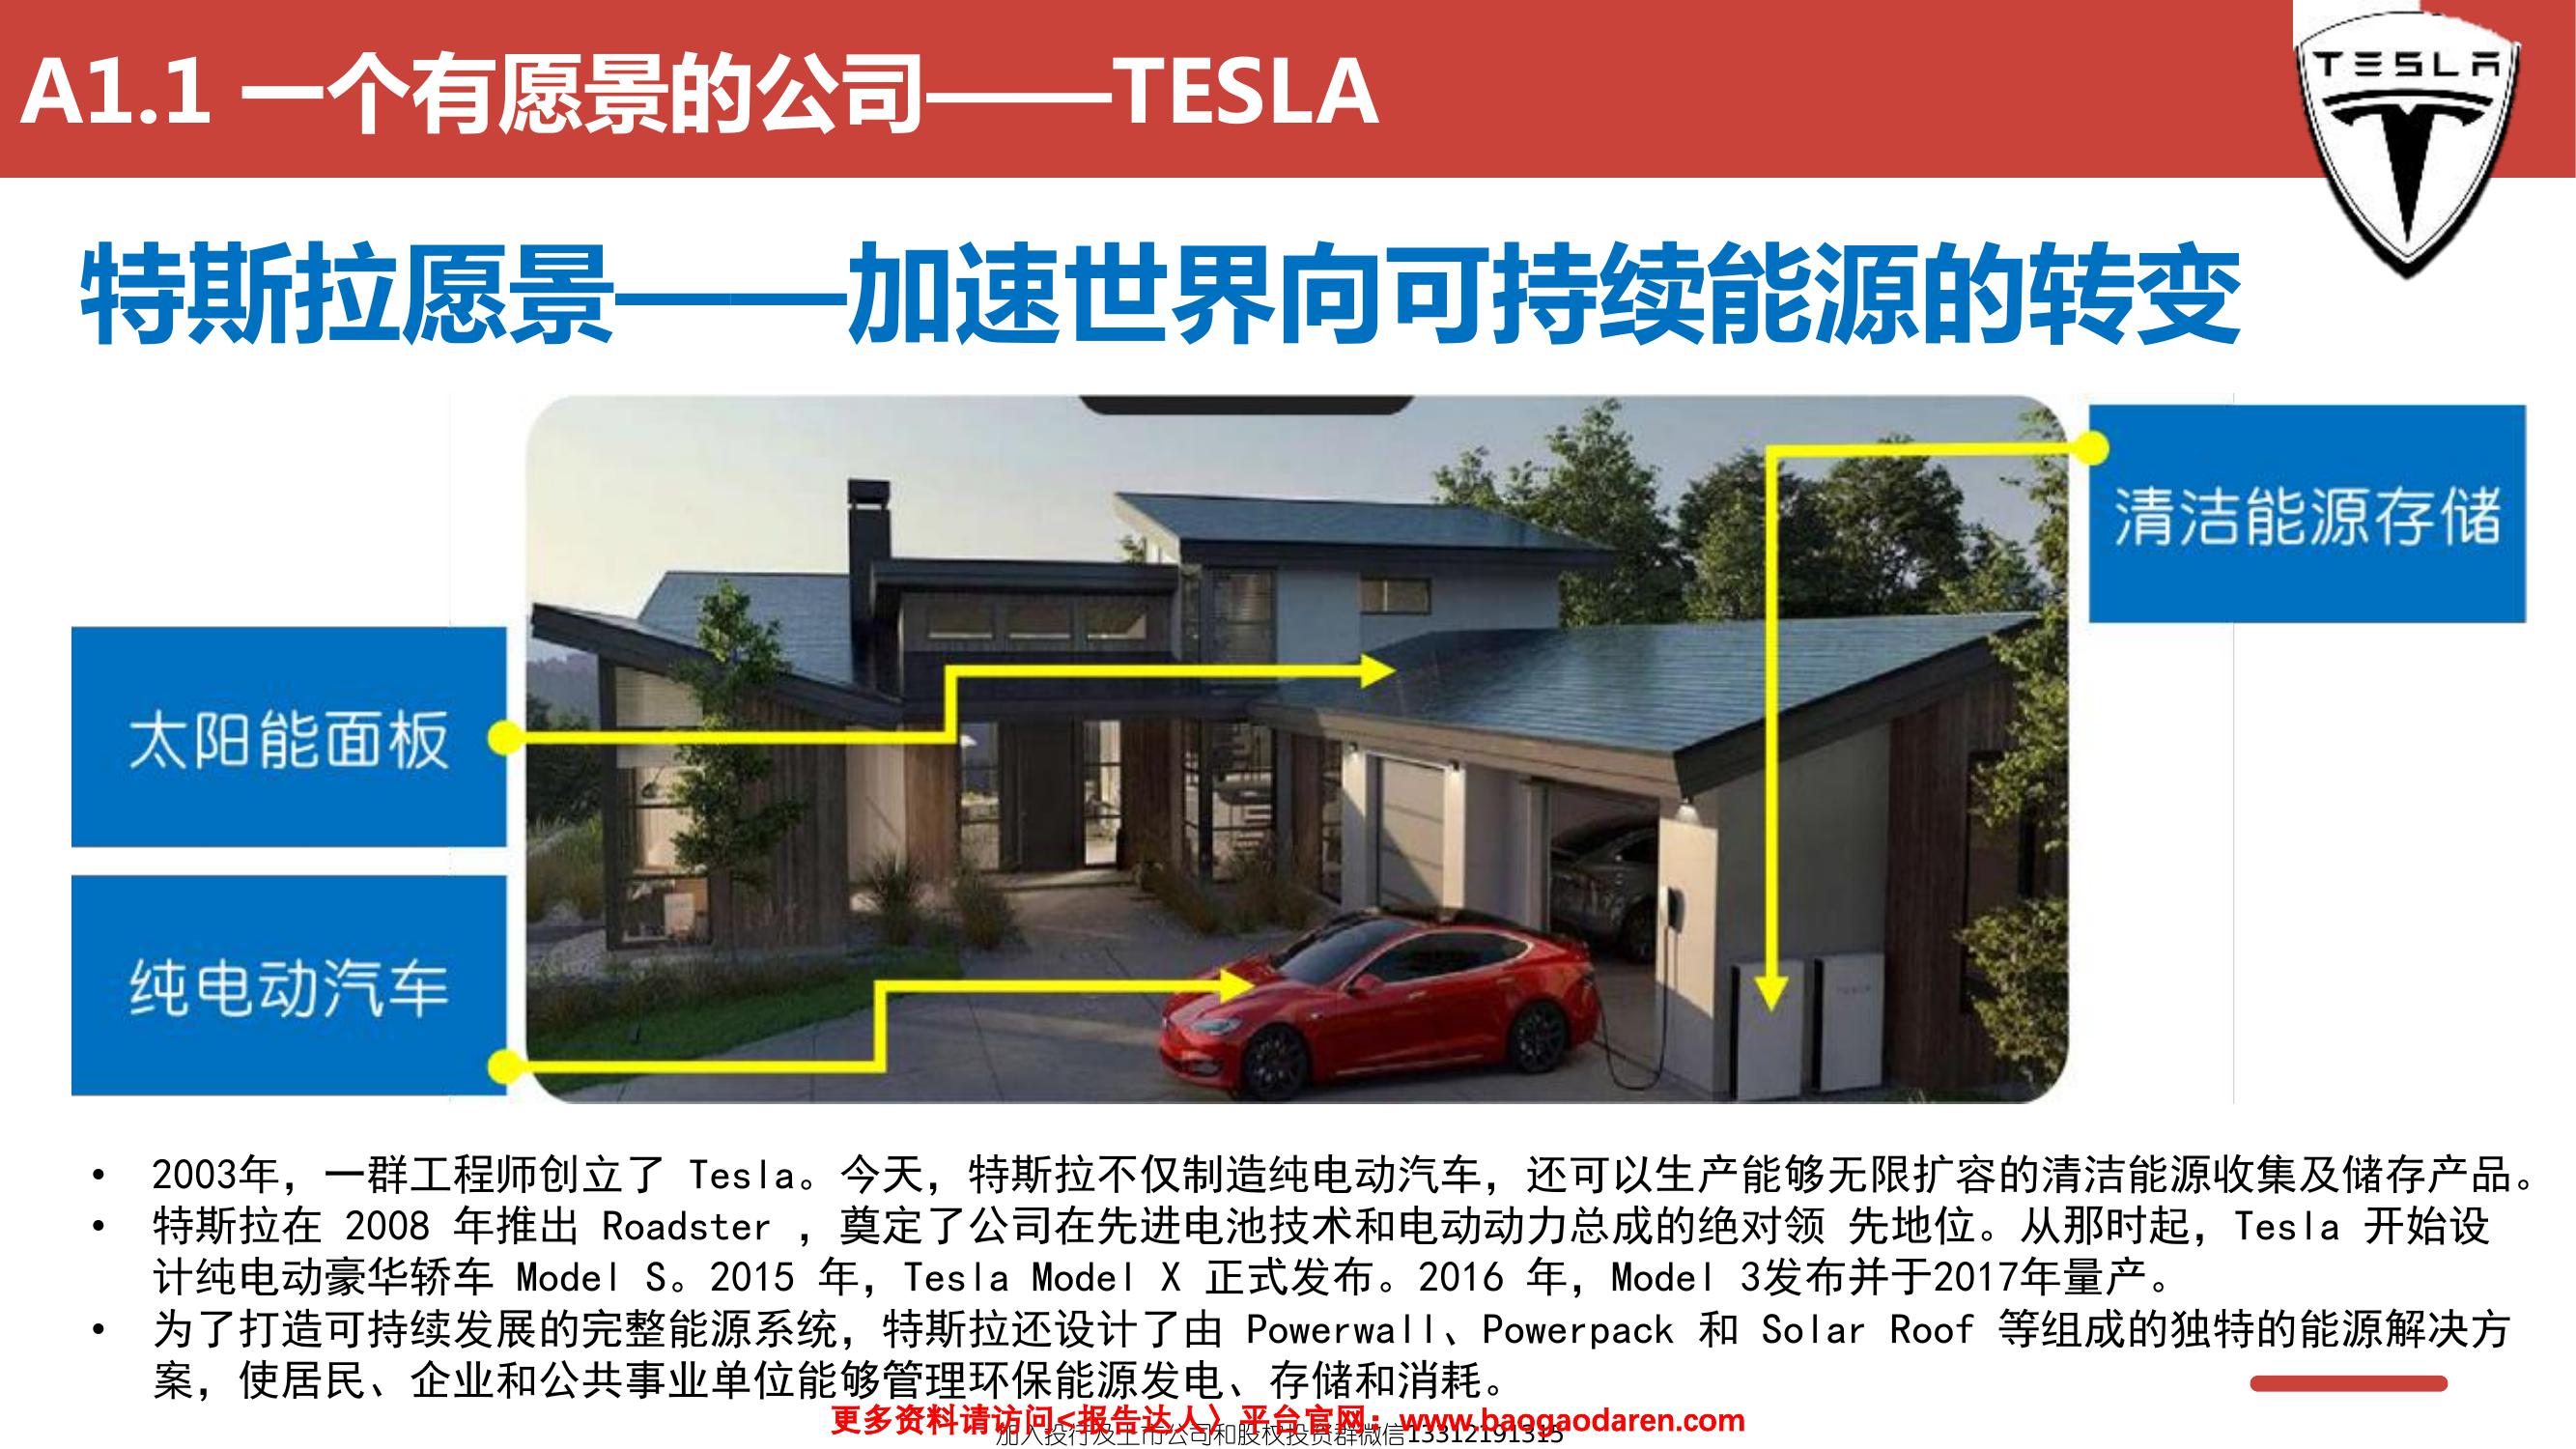 A1.1 一个有愿景的公司——TESLA
TESLA
特斯拉愿景——加速世界向可持续能源的转变
清洁能源存储
太阳能面板
纯电动汽车
• 2003年，一群工程师创立了 Tesla。今天，特斯拉不仅制造纯电动汽车，还可以生产能够无限扩容的清洁能源收集及储存产品。
• 特斯拉在 2008 年推出 Roadster ，奠定了公司在先进电池技术和电动动力总成的绝对领 先地位。从那时起，Tesla 开始设
计纯电动豪华轿车 Model S。2015 年，Tesla Model X 正式发布。2016 年，Model 3发布并于2017年量产。
• 为了打造可持续发展的完整能源系统，特斯拉还设计了由 Powerwall、Powerpack 和 Solar Roof 等组成的独特的能源解决方
案，使居民、企业和公共事业单位能够管理环保能源发电、存储和消耗。
更多资料请访问<报告达人〉平台官网：www.baogaodaren.com
加入投行及上市公司和股权投资群微信13312191315